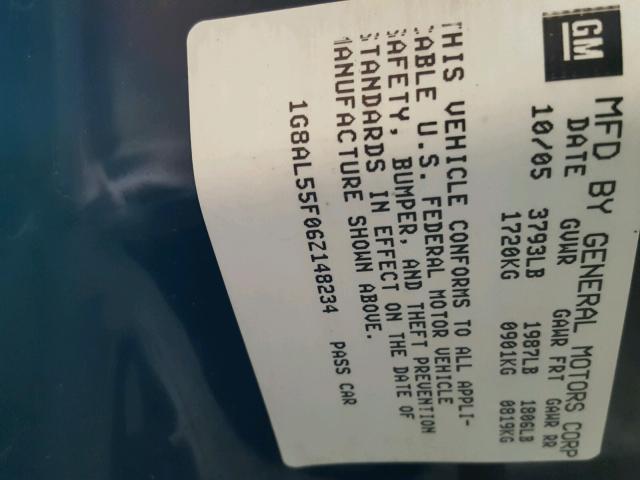 GM
MFD BY GENERAL MOTORS CORP
DATE GVWR GAWR FRT GAWR RR
10/05 3793LB 1987LB 1806LB
1720KG 0901KG 0819KG
THIS VEHICLE CONFORMS TO ALL APPLI-
CABLE U.S. FEDERAL MOTOR VEHICLE
SAFETY, BUMPER, AND THEFT PREVENTION
STANDARDS IN EFFECT ON THE DATE OF
MANUFACTURE SHOWN ABOVE.
1G8AL55F06Z148234 PASS CAR